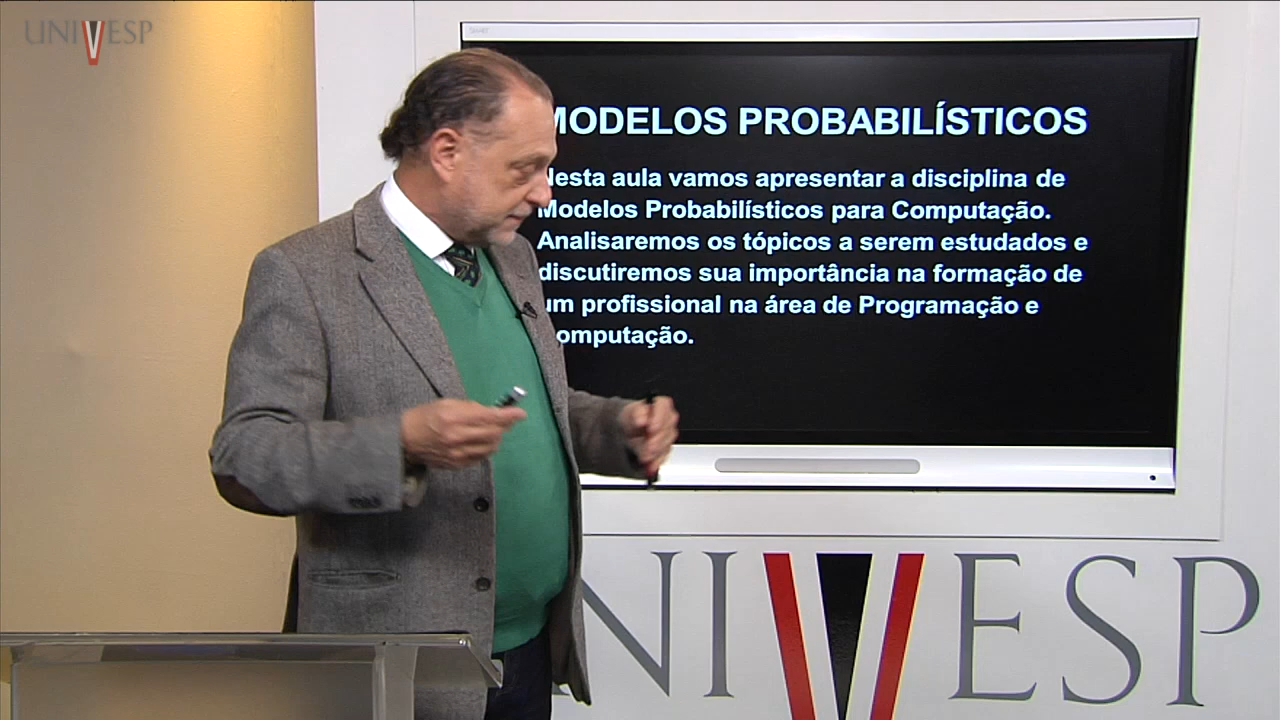 UNIVESP
MODELOS PROBABILÍSTICOS
Nesta aula vamos apresentar a disciplina de
Modelos Probabilísticos para Computação.
Analisaremos os tópicos a serem estudados e
discutiremos sua importância na formação de
um profissional na área de Programação e
Computação.
UNIVESP